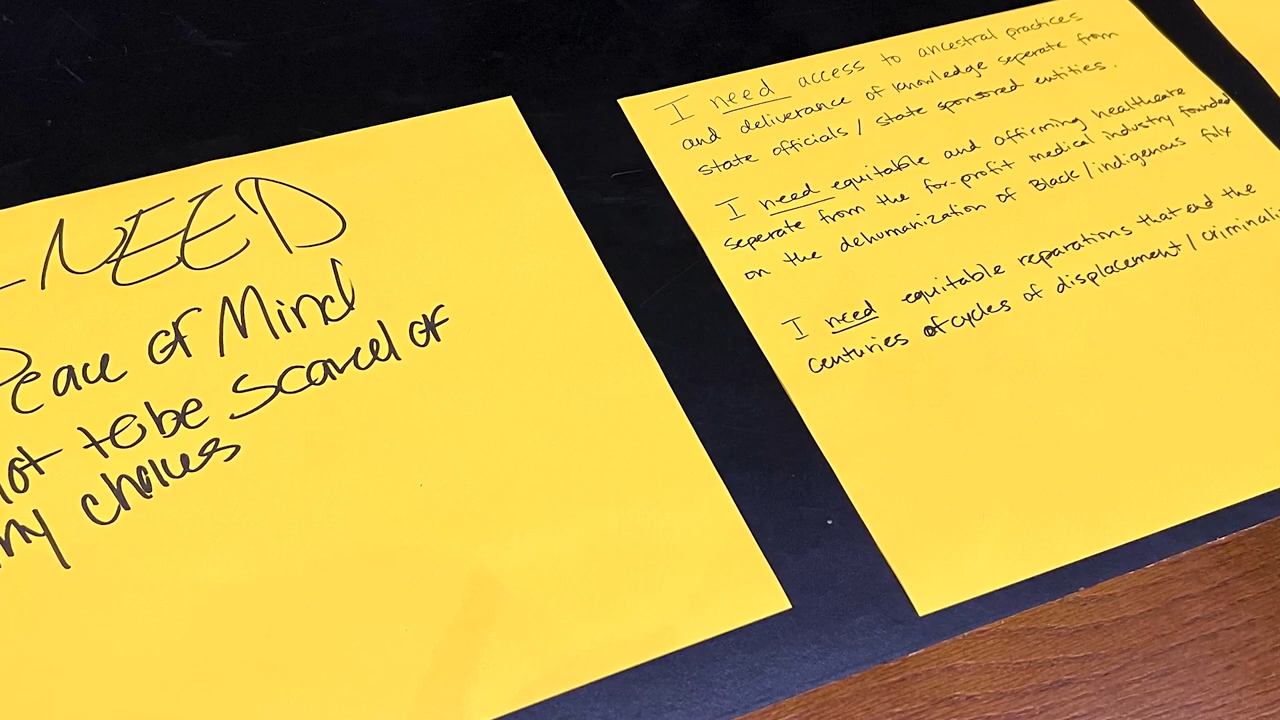 I NEED
Peace of Mind
not to be scared of
my choices
I need access to ancestral practices
and deliverance of knowledge seperate from
state officials / state sponsored entities.
I need equitable and affirming healthcare
seperate from the for-profit medical industry founded
on the dehumanization of Black/indigenous folx
I need equitable reparations that end the
centuries of cycles of displacement / criminali